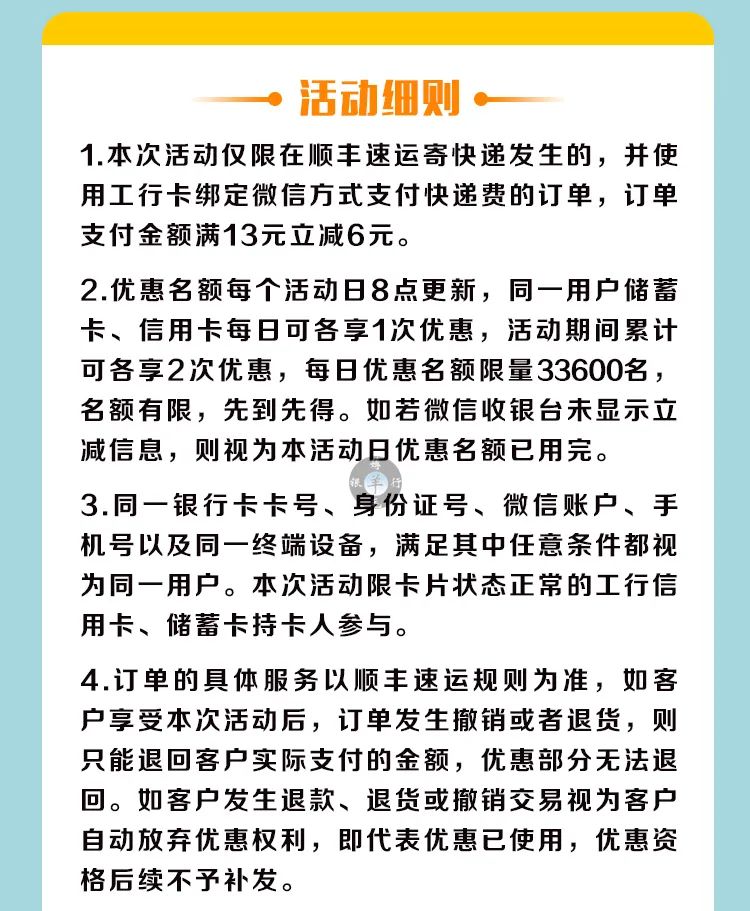 活动细则
1.本次活动仅限在顺丰速运寄快递发生的，并使
用工行卡绑定微信方式支付快递费的订单，订单
支付金额满13元立减6元。
2.优惠名额每个活动日8点更新，同一用户储蓄
卡、信用卡每日可各享1次优惠，活动期间累计
可各享2次优惠，每日优惠名额限量33600名，
名额有限，先到先得。如若微信收银台未显示立
减信息，则视为本活动日优惠名额已用完。
3.同一银行卡卡号、身份证号、微信账户、手
机号以及同一终端设备，满足其中任意条件都视
为同一用户。本次活动限卡片状态正常的工行信
用卡、储蓄卡持卡人参与。
4.订单的具体服务以顺丰速运规则为准，如客
户享受本次活动后，订单发生撤销或者退货，则
只能退回客户实际支付的金额，优惠部分无法退
回。如客户发生退款、退货或撤销交易视为客户
自动放弃优惠权利，即代表优惠已使用，优惠资
格后续不予补发。